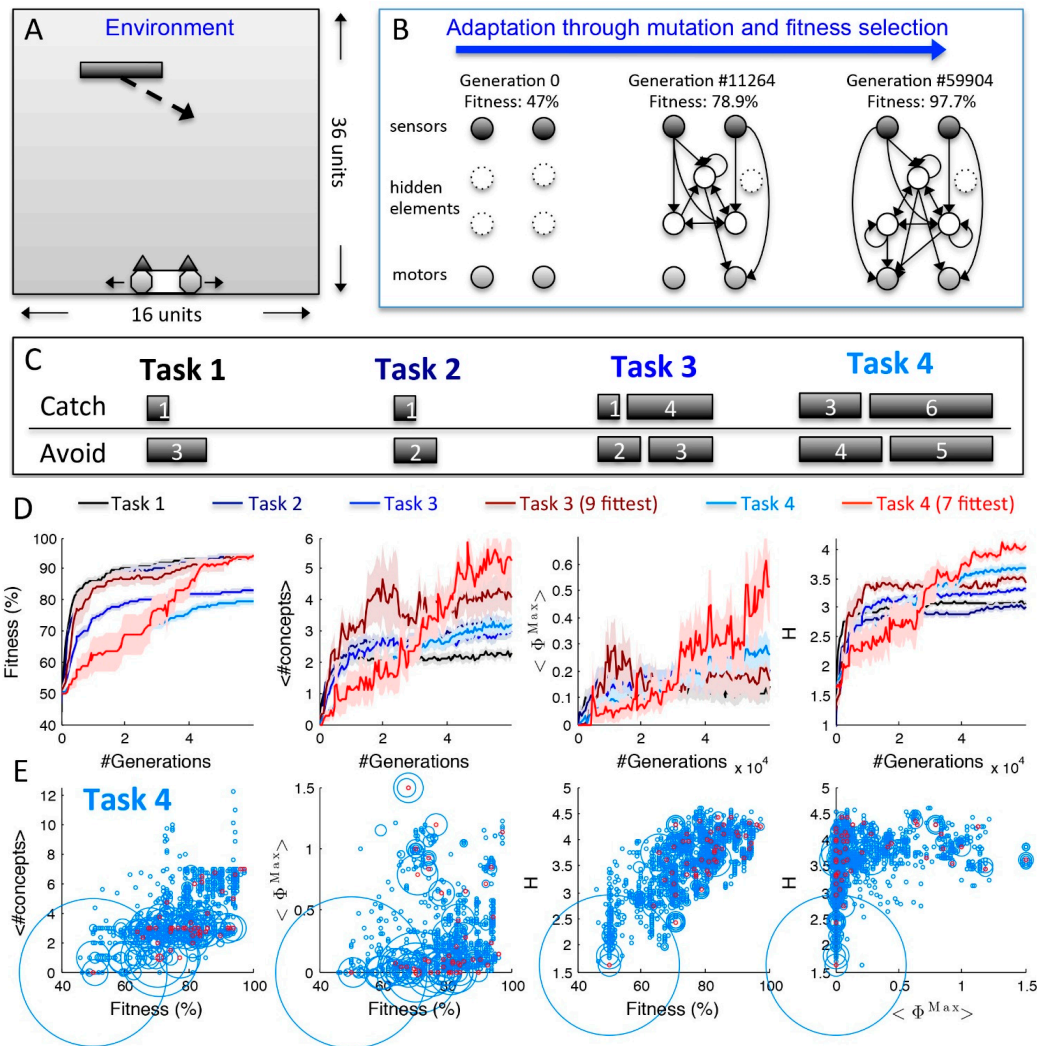 A Environment
36 units
16 units
B Adaptation through mutation and fitness selection
Generation 0 Generation #11264 Generation #59904
Fitness: 47% Fitness: 78.9% Fitness: 97.7%
sensors
hidden
elements
motors
C Task 1 Task 2 Task 3 Task 4
Catch 1 1 1 4 3 6
Avoid 3 2 2 3 4 5
D Task 1 Task 2 Task 3 Task 3 (9 fittest) Task 4 Task 4 (7 fittest)
Fitness (%)
100
90
80
70
60
50
40
0 2 4
#Generations
<#concepts>
6
5
4
3
2
1
0
0 2 4
#Generations
< Φ Max >
0.6
0.5
0.4
0.3
0.2
0.1
0
0 2 4
#Generations x 10⁴
H
4
3.5
3
2.5
2
1.5
1
0 2 4
#Generations x 10⁴
E Task 4
<#concepts>
12
10
8
6
4
3
2
1
0
40 60 80 100
Fitness (%)
< Φ Max >
1.5
1
0.5
0
40 60 80 100
Fitness (%)
H
5
4.5
4
3.5
3
2.5
2
1.5
40 60 80 100
Fitness (%)
H
5
4.5
4
3.5
3
2.5
2
1.5
0 0.5 1 1.5
< Φ Max >